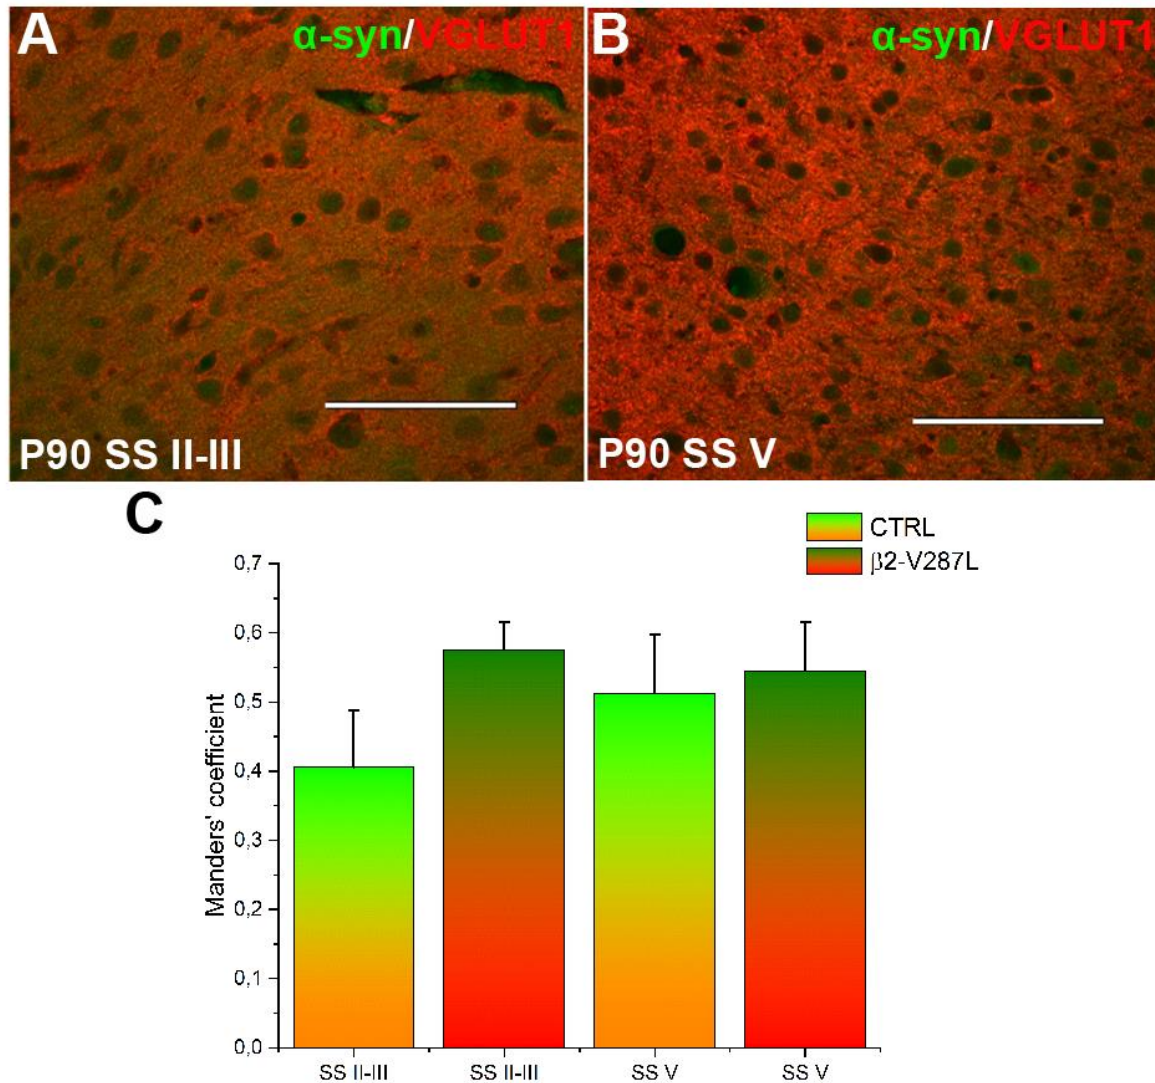 A
α-syn/VGLUT1
B
α-syn/VGLUT1
P90 SS II-III
P90 SS V
C
CTRL
β2-V287L
0,7
0,6
0,5
0,4
0,3
0,2
0,1
0,0
Manders' coefficient
SS II-III
SS II-III
SS V
SS V